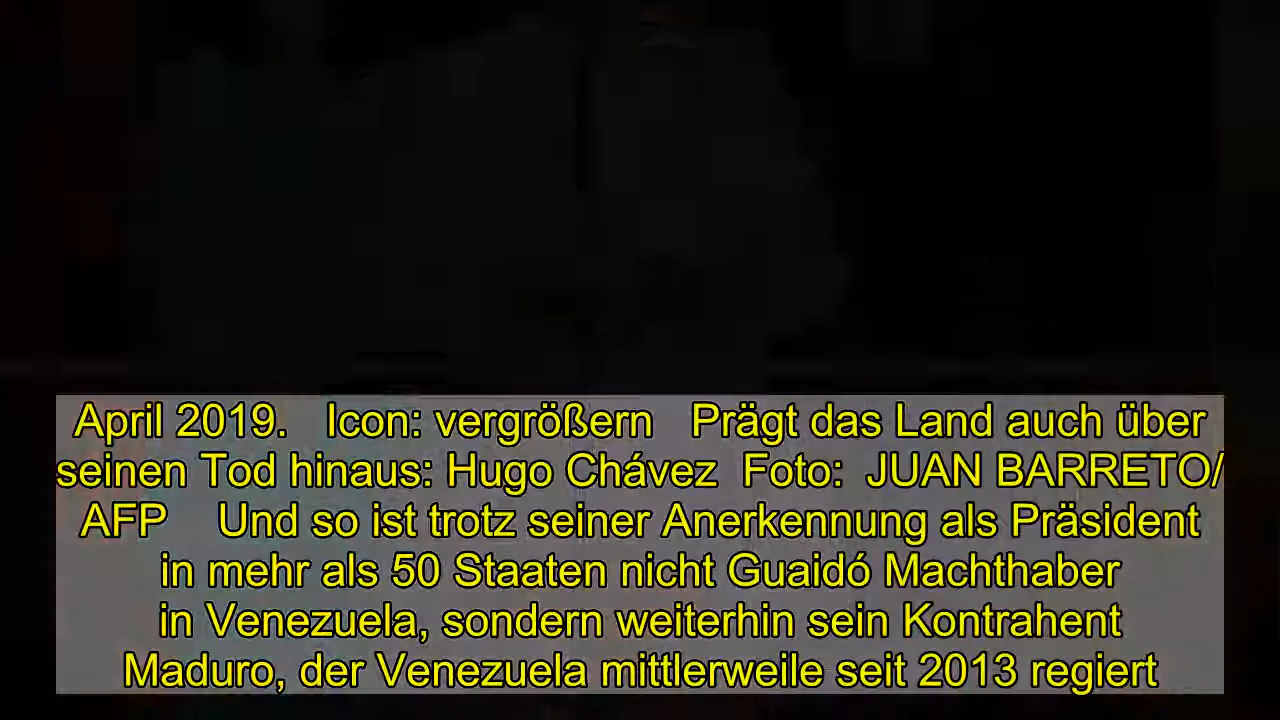 April 2019.   Icon: vergrößern   Prägt das Land auch über
seinen Tod hinaus: Hugo Chávez  Foto:  JUAN BARRETO/
AFP    Und so ist trotz seiner Anerkennung als Präsident
in mehr als 50 Staaten nicht Guaidó Machthaber
in Venezuela, sondern weiterhin sein Kontrahent
Maduro, der Venezuela mittlerweile seit 2013 regiert